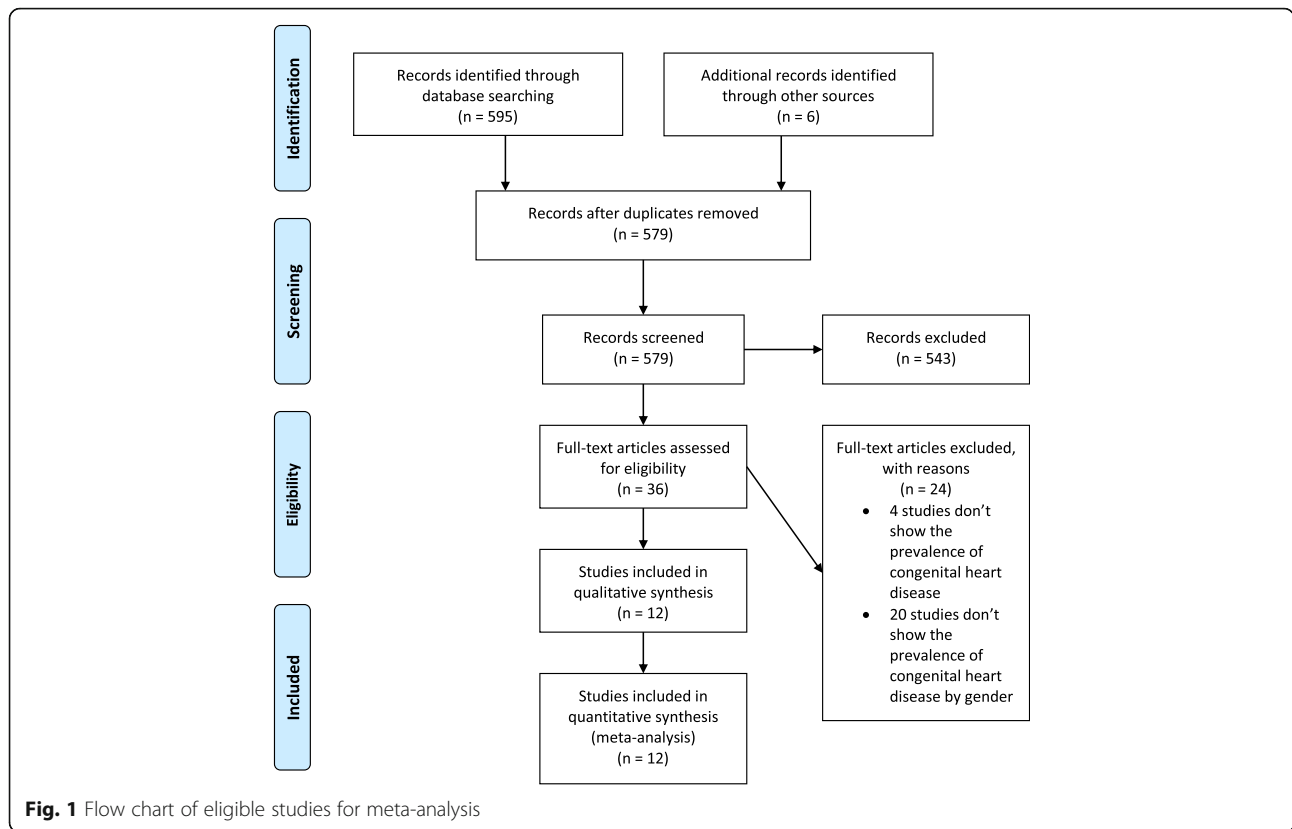 Identification
Records identified through
database searching
(n = 595)
Additional records identified
through other sources
(n = 6)
Records after duplicates removed
(n = 579)
Screening
Records screened
(n = 579)
Records excluded
(n = 543)
Eligibility
Full-text articles assessed
for eligibility
(n = 36)
Full-text articles excluded,
with reasons
(n = 24)
• 4 studies don’t
show the
prevalence of
congenital heart
disease
• 20 studies don’t
show the
prevalence of
congenital heart
disease by gender
Studies included in
qualitative synthesis
(n = 12)
Included
Studies included in
quantitative synthesis
(meta-analysis)
(n = 12)
Fig. 1 Flow chart of eligible studies for meta-analysis